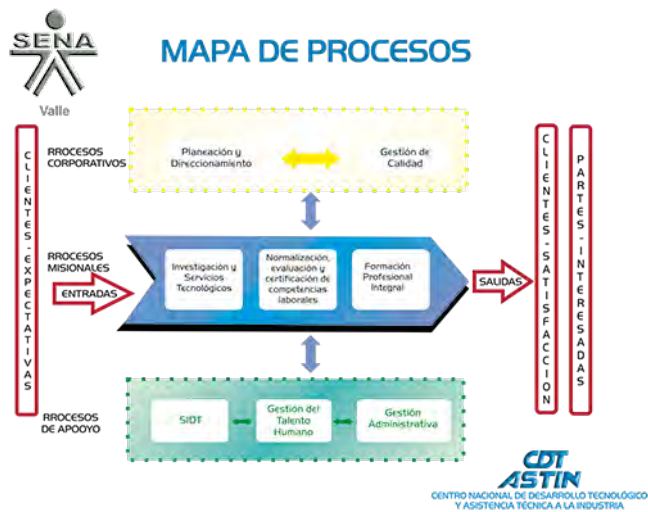 SENA
Valle
MAPA DE PROCESOS
CLIENTES-EXPECTATIVAS
RROCESOS
CORPORATIVOS
Planeación y
Direccionamiento
Gestión de
Calidad
RROCESOS
MISIONALES
ENTRADAS
Investigación y
Servicios
Tecnológicos
Normalización,
evaluación y
certificación de
competencias
laborales
Formación
Profesional
Integral
SALIDAS
CLIENTES-SATISFACCION
PARTES-INTERESADAS
RROCESOS
DE APOOYO
SIDT
Gestión del
Talento
Humano
Gestión
Administrativa
CDT
ASTIN
CENTRO NACIONAL DE DESARROLLO TECNOLÓGICO
Y ASISTENCIA TÉCNICA A LA INDUSTRIA